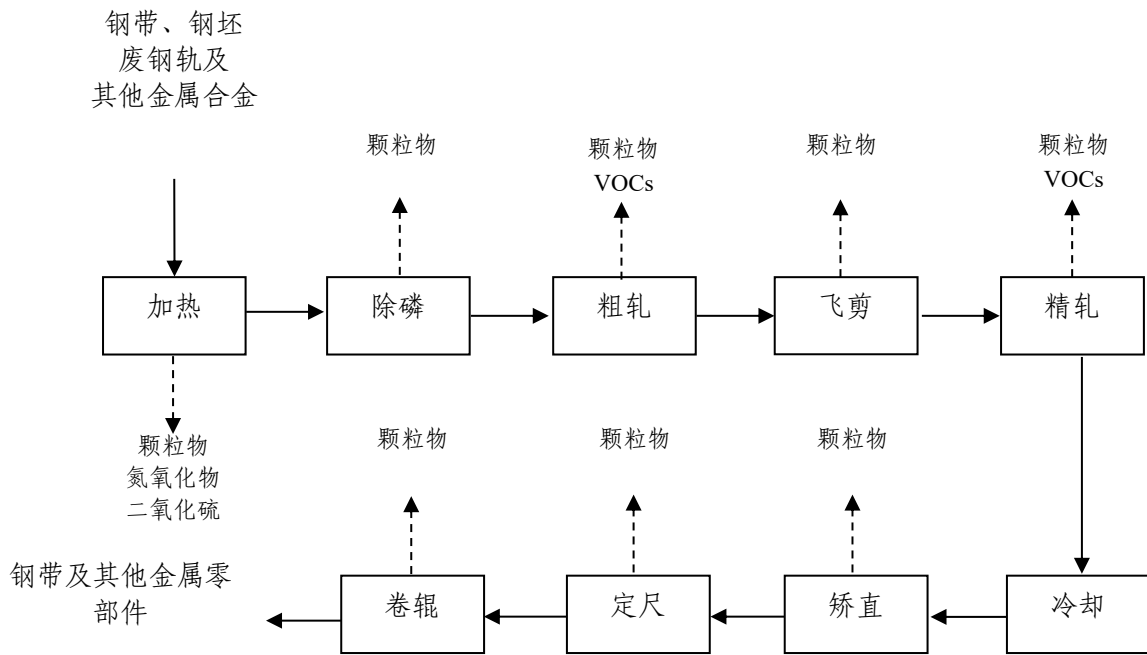 钢带、钢坯
废钢轨及
其他金属合金
颗粒物
颗粒物
VOCs
颗粒物
颗粒物
VOCs
加热
除磷
粗轧
飞剪
精轧
颗粒物
氮氧化物
二氧化硫
颗粒物
颗粒物
颗粒物
钢带及其他金属零
部件
卷辊
定尺
矫直
冷却